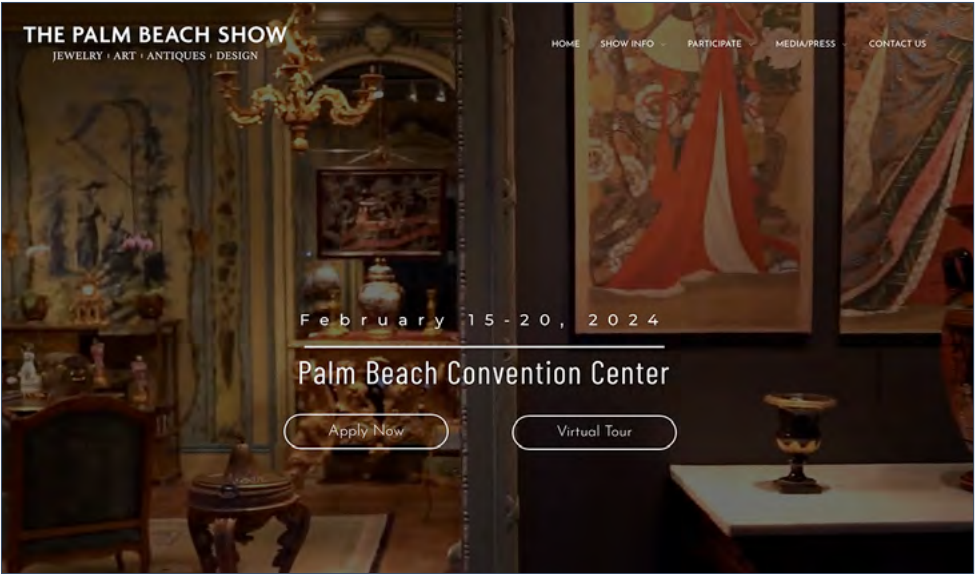 THE PALM BEACH SHOW
JEWELRY | ART | ANTIQUES | DESIGN
HOME SHOW INFO PARTICIPATE MEDIA/PRESS CONTACT US
February 15-20, 2024
Palm Beach Convention Center
Apply Now Virtual Tour